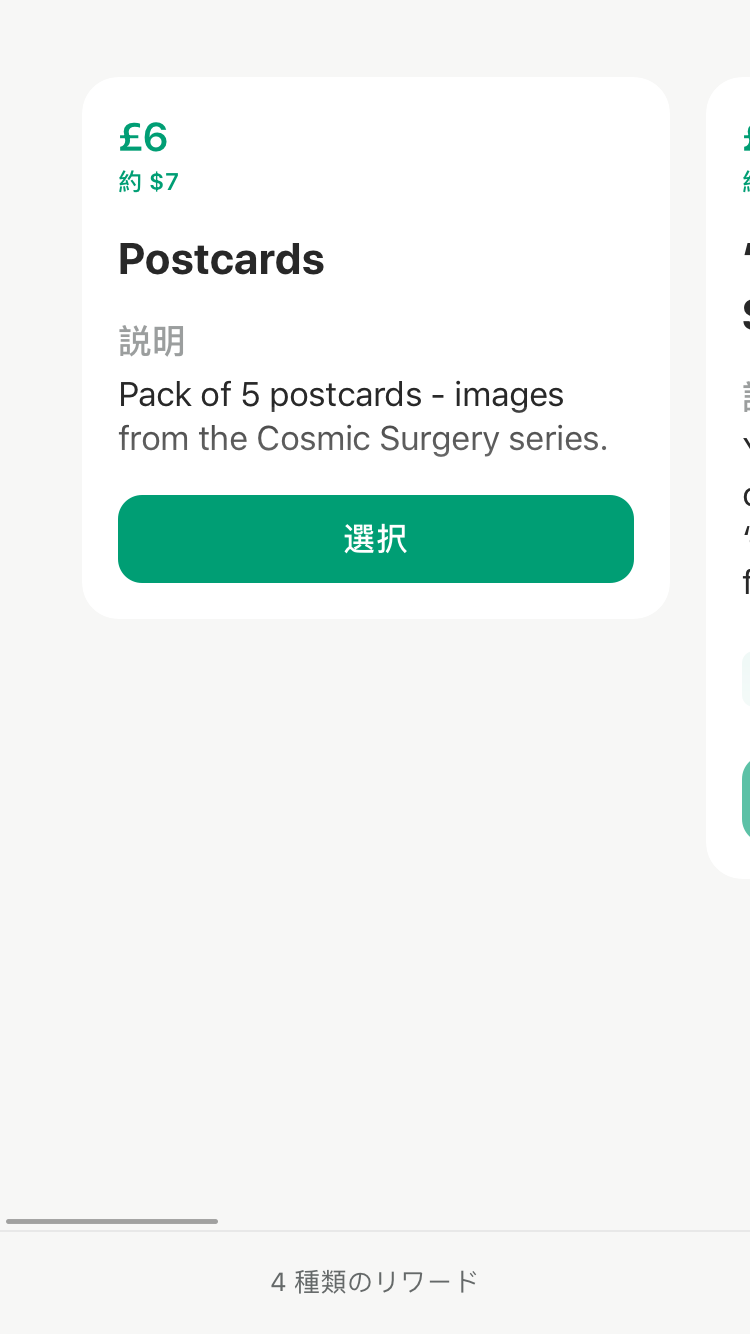 £6
約 $7
Postcards
説明
Pack of 5 postcards - images
from the Cosmic Surgery series.
選択
4 種類のリワード